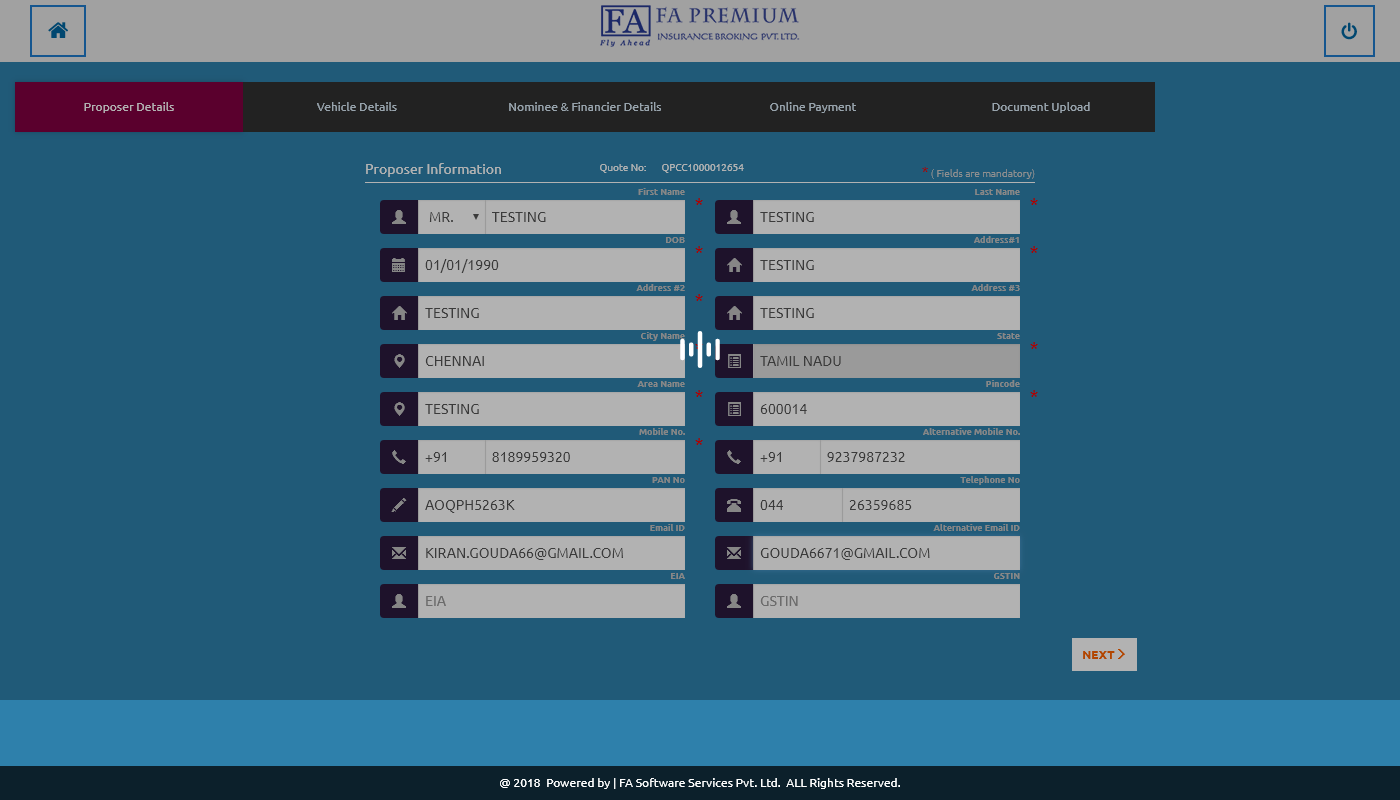 FA FA PREMIUM
Fly Ahead INSURANCE BROKING PVT. LTD.
Proposer Details Vehicle Details Nominee & Financier Details Online Payment Document Upload
Proposer Information Quote No: QPCC1000012654 * ( Fields are mandatory)
First Name Last Name
MR. TESTING * TESTING *
DOB Address#1
01/01/1990 * TESTING *
Address #2 Address #3
TESTING * TESTING
City Name State
CHENNAI TAMIL NADU *
Area Name Pincode
TESTING * 600014 *
Mobile No. Alternative Mobile No.
+91 8189959320 * +91 9237987232
PAN No Telephone No
AOQPH5263K 044 26359685
Email ID Alternative Email ID
KIRAN.GOUDA66@GMAIL.COM GOUDA6671@GMAIL.COM
EIA GSTIN
EIA GSTIN
NEXT
@ 2018 Powered by | FA Software Services Pvt. Ltd. ALL Rights Reserved.